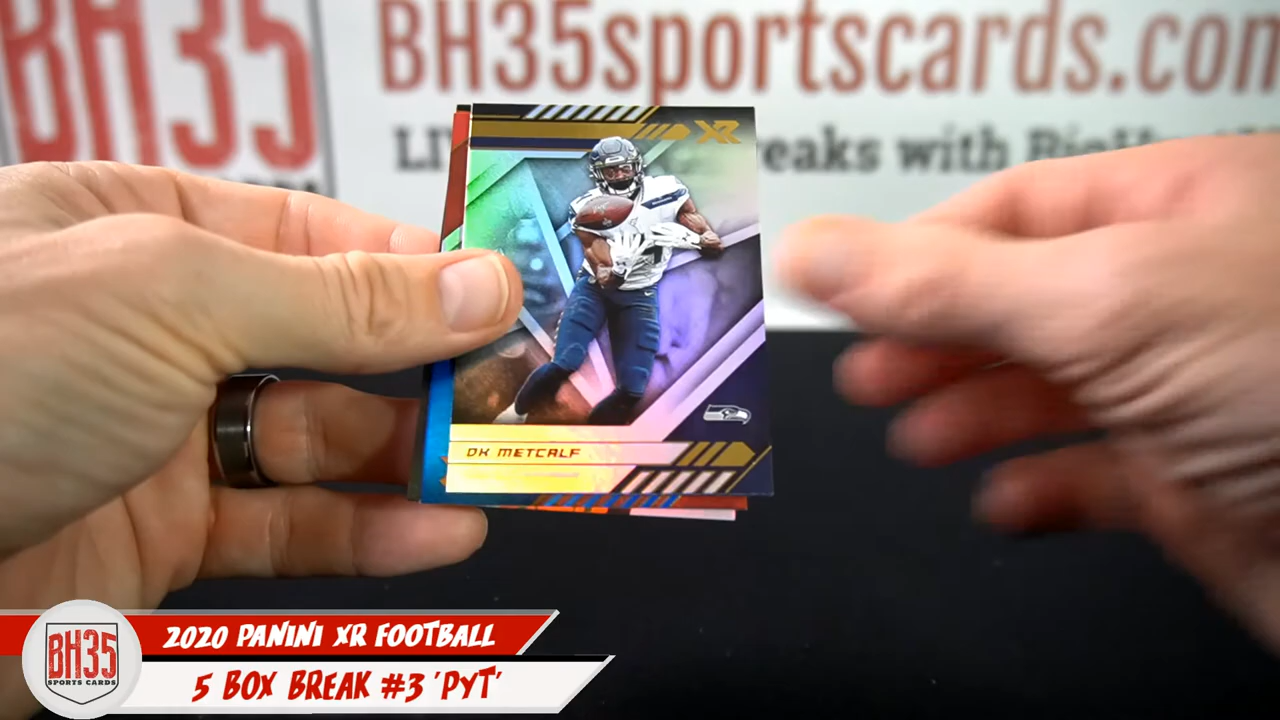 BH35
BH35sportscards.com
eaks with
XR
DK METCALF
BH35
SPORTS CARDS
2020 PANINI XR FOOTBALL
5 BOX BREAK #3 'PYT'